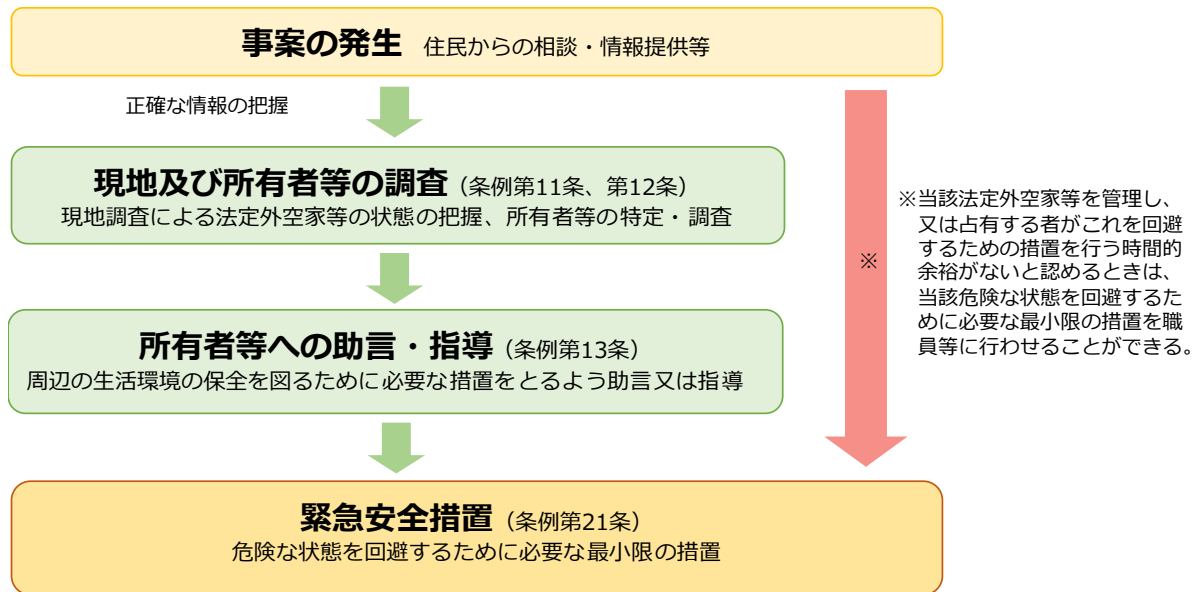 事案の発生 住民からの相談・情報提供等
正確な情報の把握
現地及び所有者等の調査（条例第11条、第12条）
現地調査による法定外空家等の状態の把握、所有者等の特定・調査
所有者等への助言・指導（条例第13条）
周辺の生活環境の保全を図るために必要な措置をとるよう助言又は指導
緊急安全措置（条例第21条）
危険な状態を回避するために必要な最小限の措置
※
※当該法定外空家等を管理し、
又は占有する者がこれを回避
するための措置を行う時間的
余裕がないと認めるときは、
当該危険な状態を回避するた
めに必要な最小限の措置を職
員等に行わせることができる。